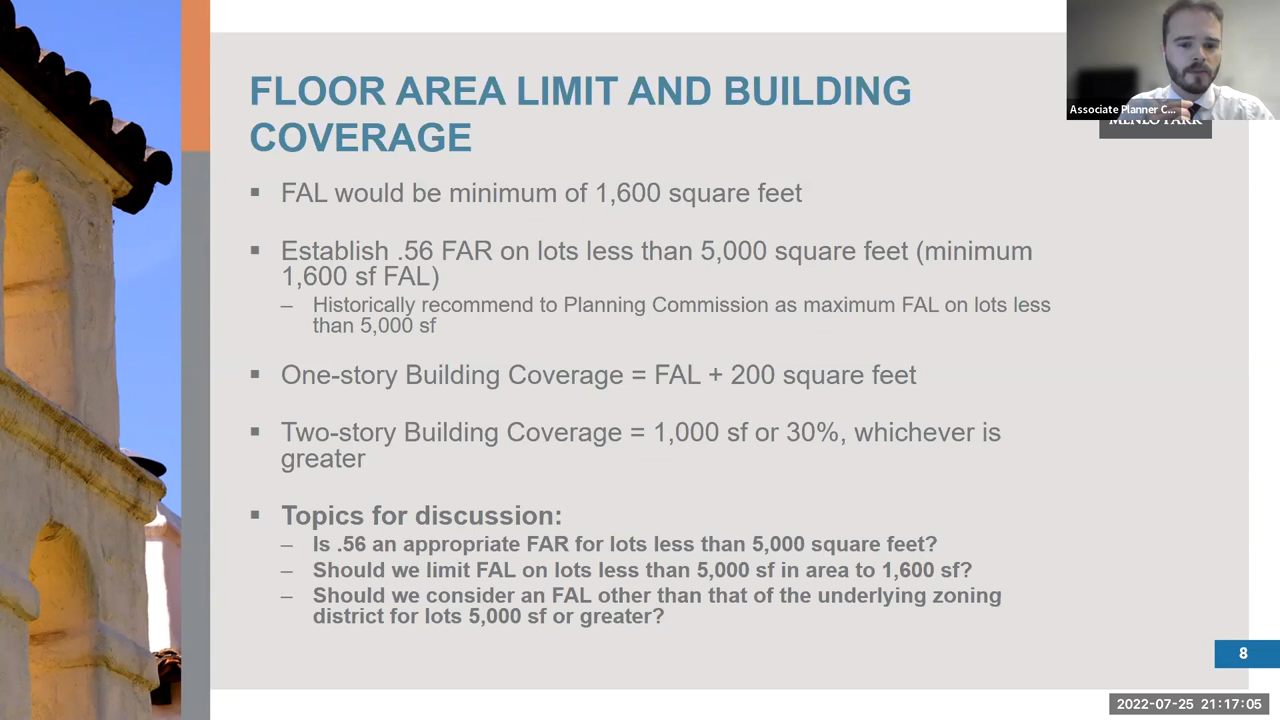 FLOOR AREA LIMIT AND BUILDING
COVERAGE
Associate Planner C...
MENLO PARK
▪ FAL would be minimum of 1,600 square feet
▪ Establish .56 FAR on lots less than 5,000 square feet (minimum
1,600 sf FAL)
– Historically recommend to Planning Commission as maximum FAL on lots less
than 5,000 sf
▪ One-story Building Coverage = FAL + 200 square feet
▪ Two-story Building Coverage = 1,000 sf or 30%, whichever is
greater
▪ Topics for discussion:
– Is .56 an appropriate FAR for lots less than 5,000 square feet?
– Should we limit FAL on lots less than 5,000 sf in area to 1,600 sf?
– Should we consider an FAL other than that of the underlying zoning
district for lots 5,000 sf or greater?
8
2022-07-25 21:17:05